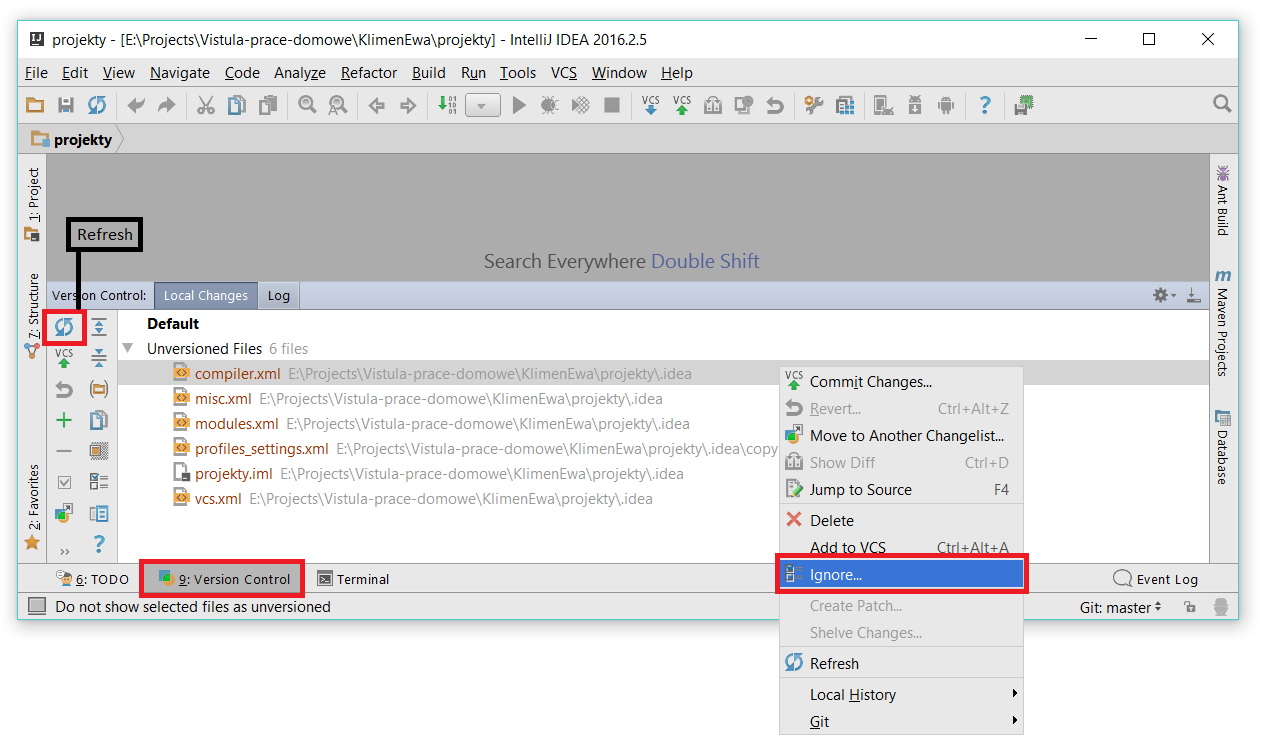 projekty - [E:\Projects\Vistula-prace-domowe\KlimenEwa\projekty] - IntelliJ IDEA 2016.2.5
File Edit View Navigate Code Analyze Refactor Build Run Tools VCS Window Help
VCS VCS
projekty
1: Project
7: Structure
2: Favorites
Ant Build
m Maven Projects
Database
Refresh
Search Everywhere Double Shift
Version Control: Local Changes Log
Default
VCS
Unversioned Files 6 files
compiler.xml E:\Projects\Vistula-prace-domowe\KlimenEwa\projekty\.idea
misc.xml E:\Projects\Vistula-prace-domowe\KlimenEwa\projekty\.idea
modules.xml E:\Projects\Vistula-prace-domowe\KlimenEwa\projekty\.idea
profiles_settings.xml E:\Projects\Vistula-prace-domowe\KlimenEwa\projekty\.idea\copy
projekty.iml E:\Projects\Vistula-prace-domowe\KlimenEwa\projekty\.idea
vcs.xml E:\Projects\Vistula-prace-domowe\KlimenEwa\projekty\.idea
VCS Commit Changes...
Revert... Ctrl+Alt+Z
Move to Another Changelist...
Show Diff Ctrl+D
Jump to Source F4
Delete
Add to VCS Ctrl+Alt+A
Ignore...
Create Patch...
Shelve Changes...
Refresh
Local History
Git
6: TODO 9: Version Control Terminal Event Log
Do not show selected files as unversioned Git: master